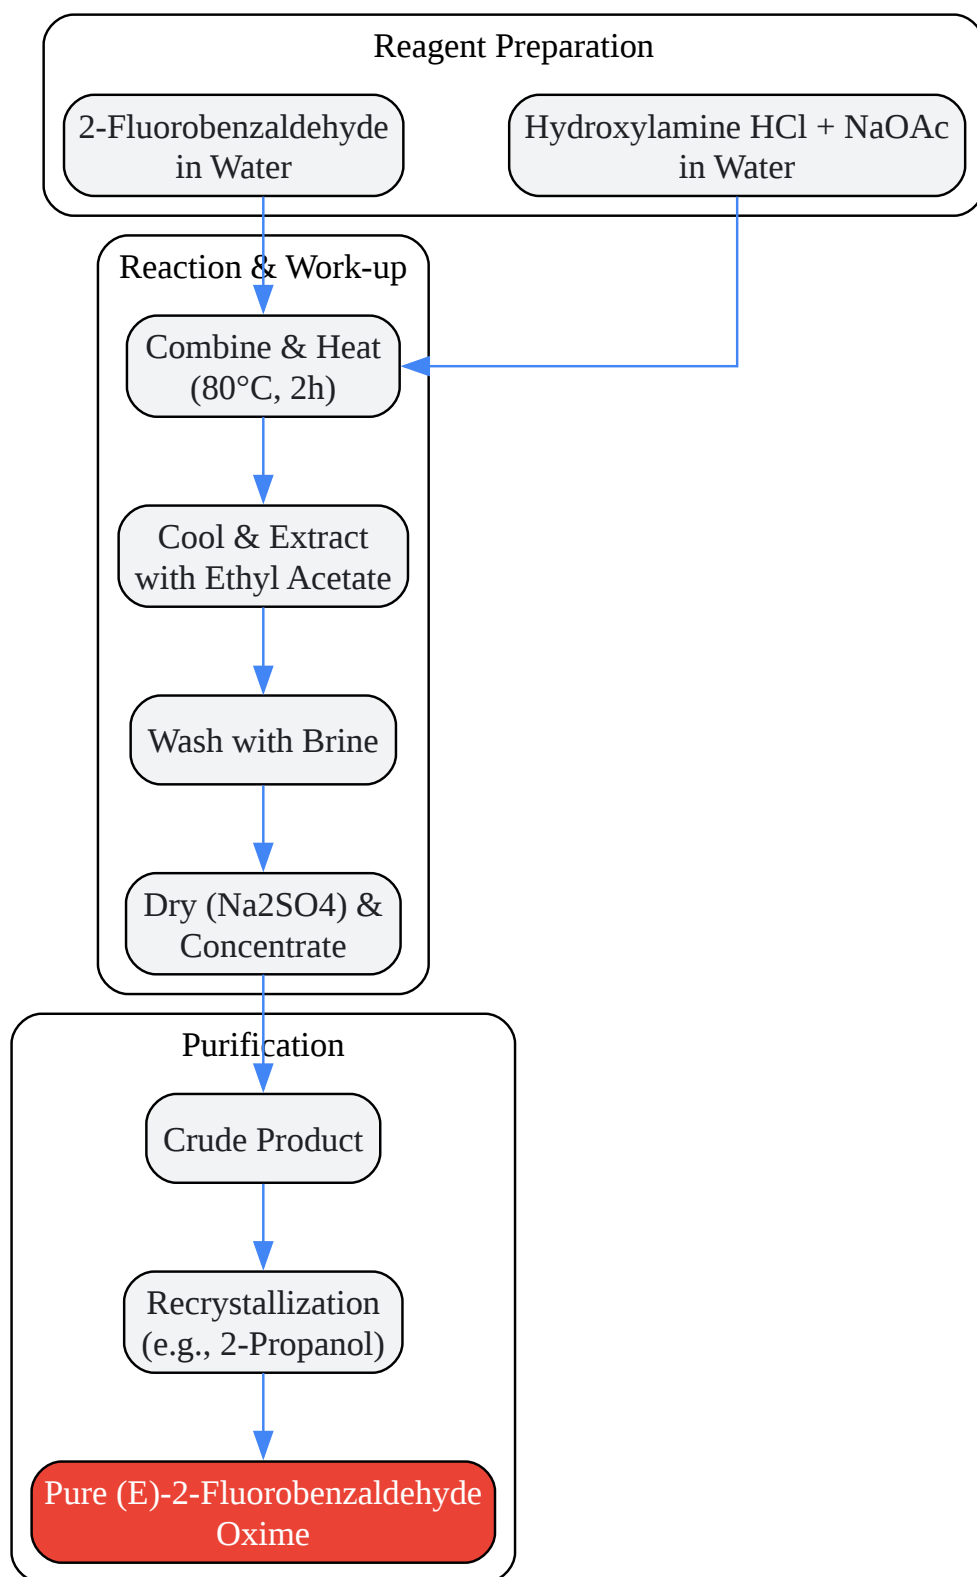 Reagent Preparation
2-Fluorobenzaldehyde
in Water
Hydroxylamine HCl + NaOAc
in Water
Reaction & Work-up
Combine & Heat
(80°C, 2h)
Cool & Extract
with Ethyl Acetate
Wash with Brine
Dry (Na2SO4) &
Concentrate
Purification
Crude Product
Recrystallization
(e.g., 2-Propanol)
Pure (E)-2-Fluorobenzaldehyde
Oxime